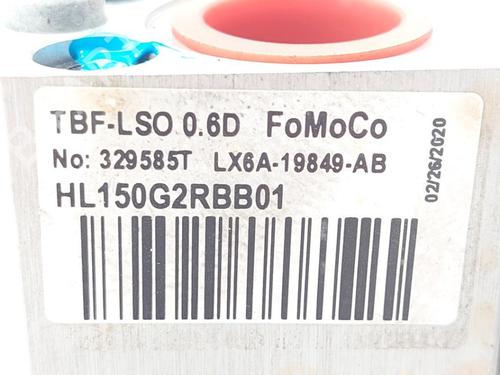 TBF-LSO 0.6D FoMoCo
No: 329585T LX6A-19849-AB
HL150G2RBB01
02/26/2020